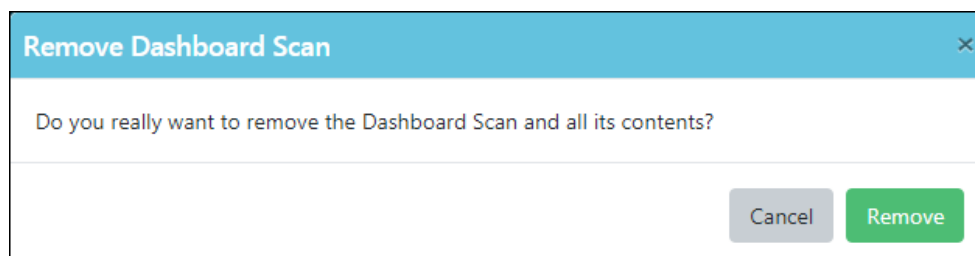 Remove Dashboard Scan ×
Do you really want to remove the Dashboard Scan and all its contents?
Cancel Remove